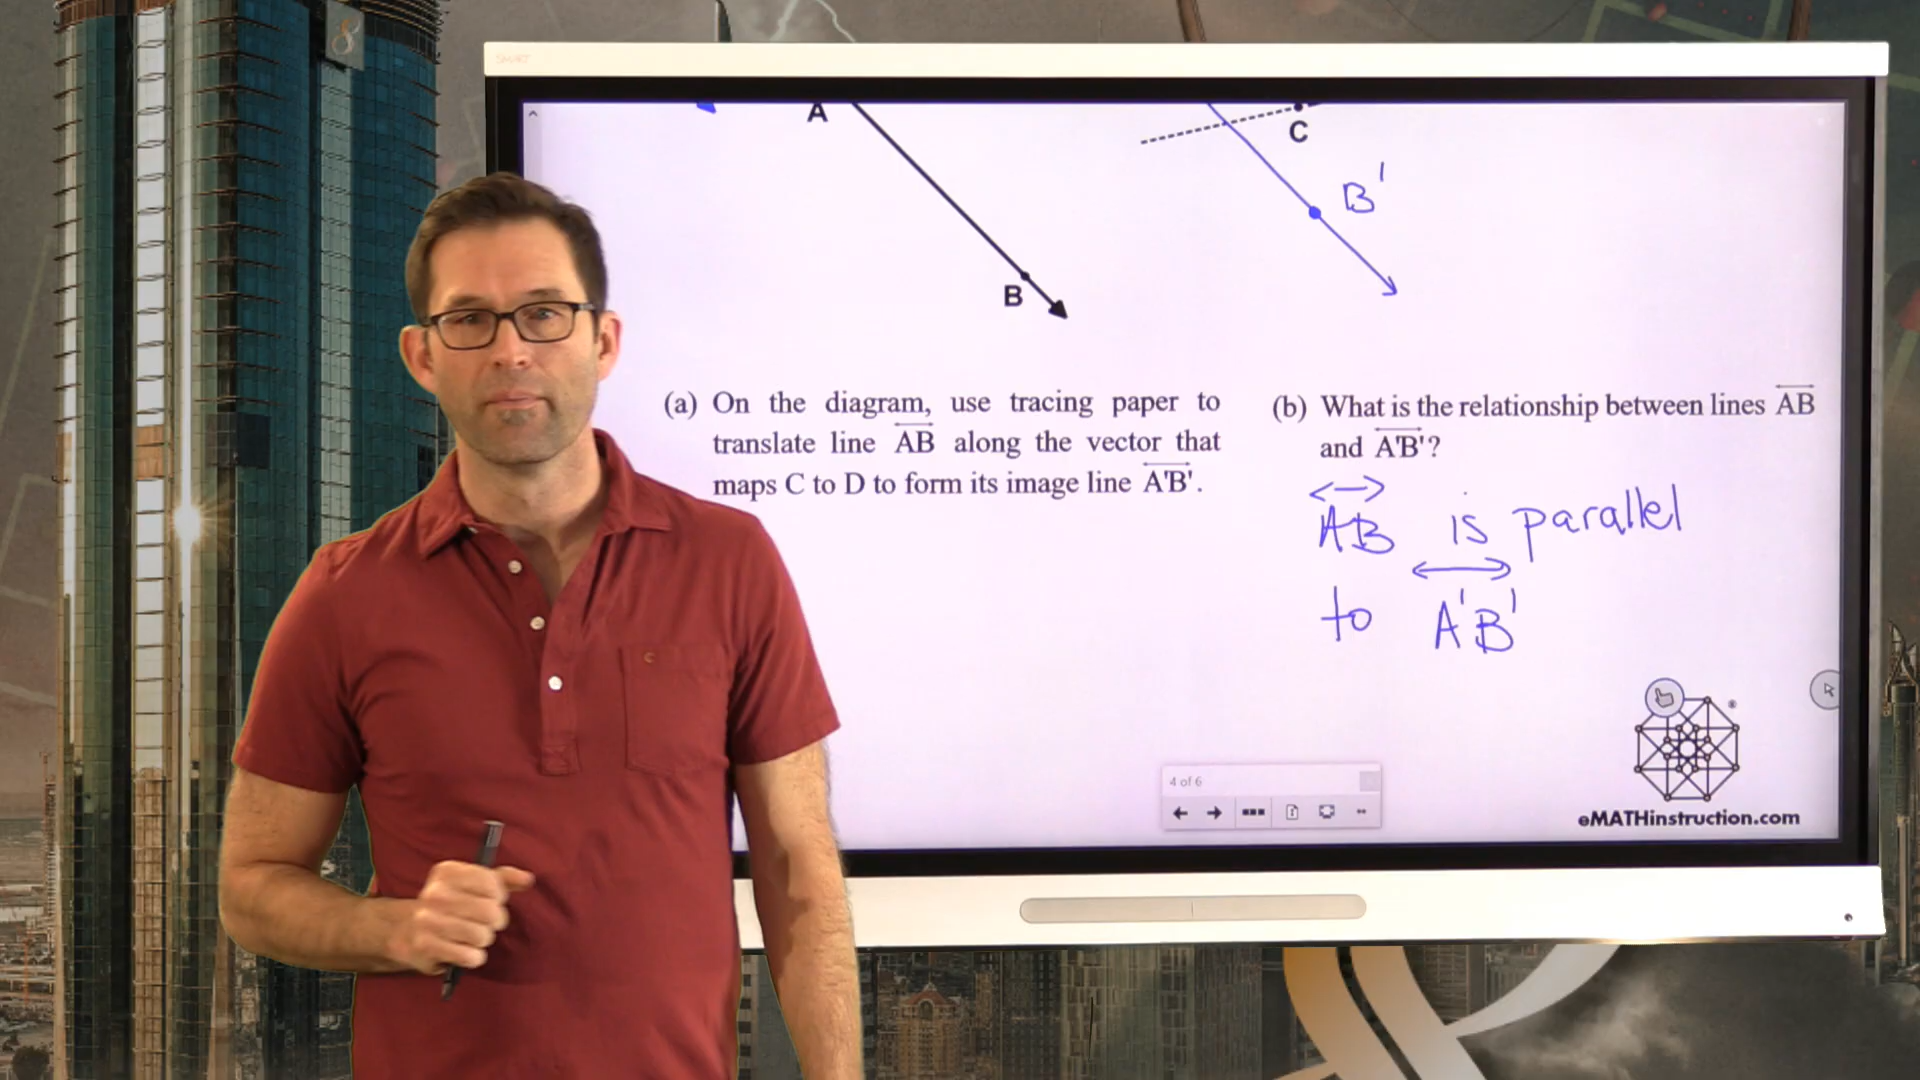 SMART
A
C
B'
B
(a) On the diagram, use tracing paper to
translate line AB along the vector that
maps C to D to form its image line A'B'.
(b) What is the relationship between lines AB
and A'B'?
AB is parallel
to A'B'
4 of 6
®
eMATHinstruction.com